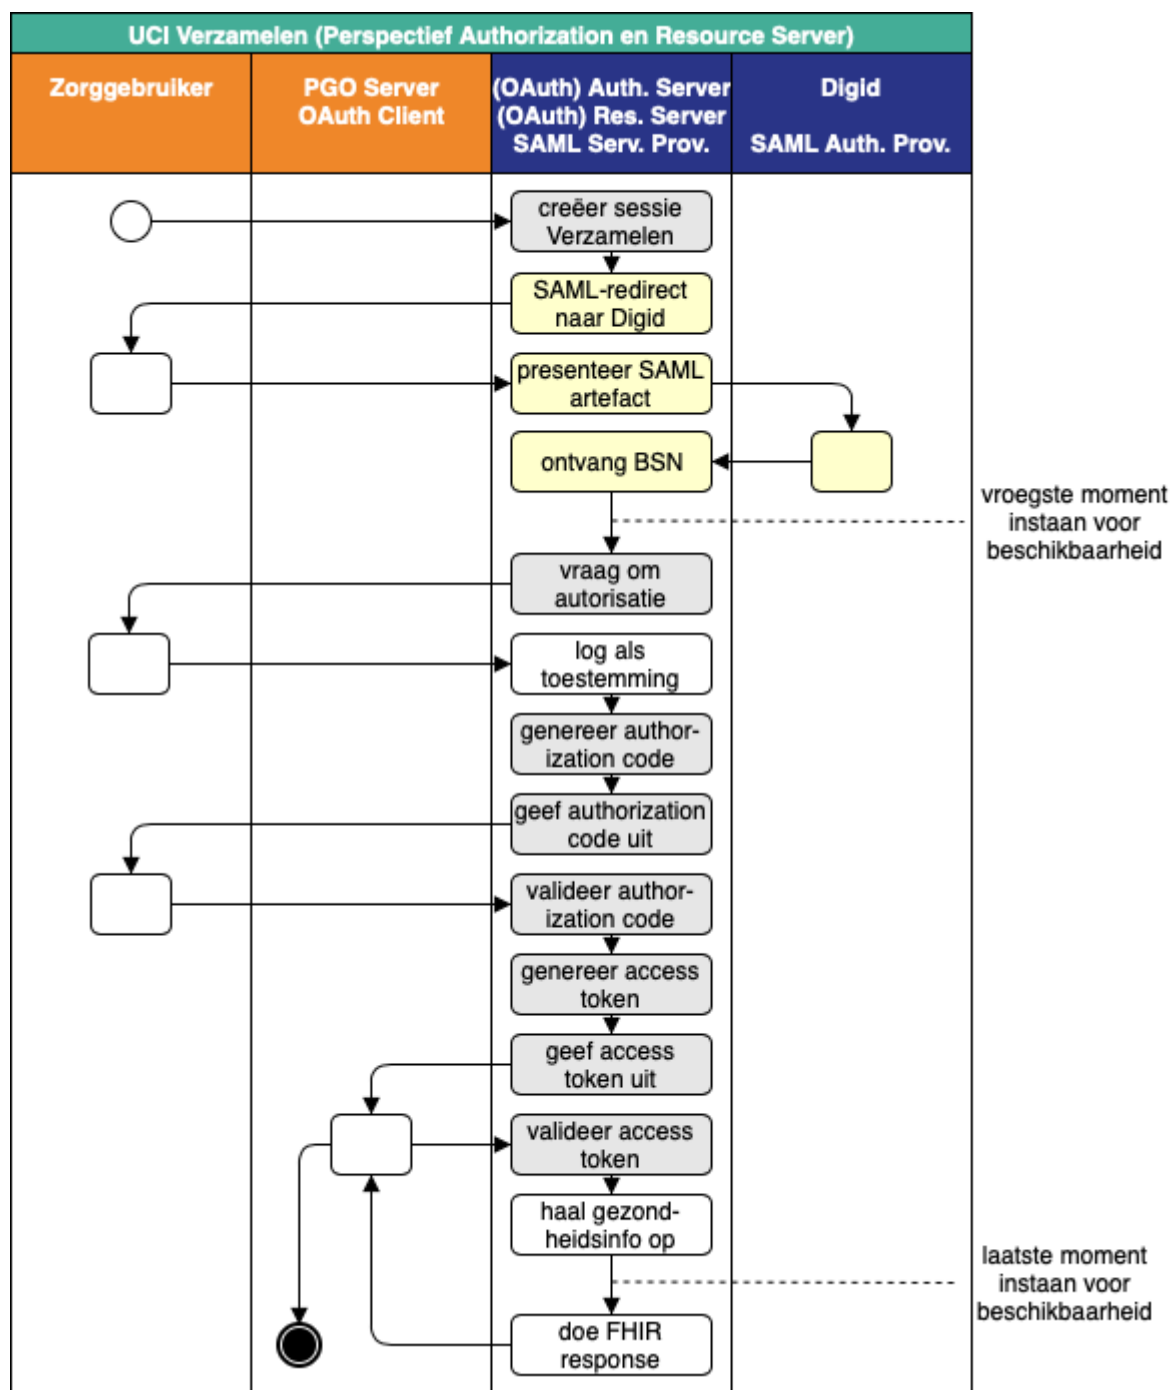 UCI Verzamelen (Perspectief Authorization en Resource Server)
Zorggebruiker
PGO Server
OAuth Client
(OAuth) Auth. Server
(OAuth) Res. Server
SAML Serv. Prov.
Digid
SAML Auth. Prov.
creëer sessie
Verzamelen
SAML-redirect
naar Digid
presenteer SAML
artefact
ontvang BSN
vroegste moment
instaan voor
beschikbaarheid
vraag om
autorisatie
log als
toestemming
genereer author-
ization code
geef authorization
code uit
valideer author-
ization code
genereer access
token
geef access
token uit
valideer access
token
haal gezond-
heidsinfo op
laatste moment
instaan voor
beschikbaarheid
doe FHIR
response